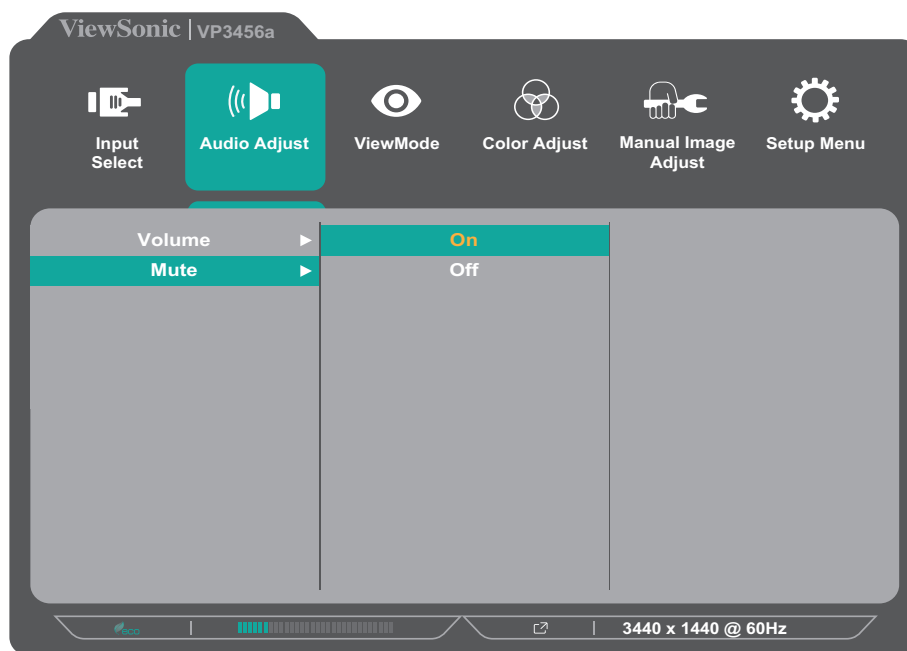 ViewSonic | VP3456a
Input Select
Audio Adjust
ViewMode
Color Adjust
Manual Image Adjust
Setup Menu
Volume
On
Mute
Off
eco
3440 x 1440 @ 60Hz